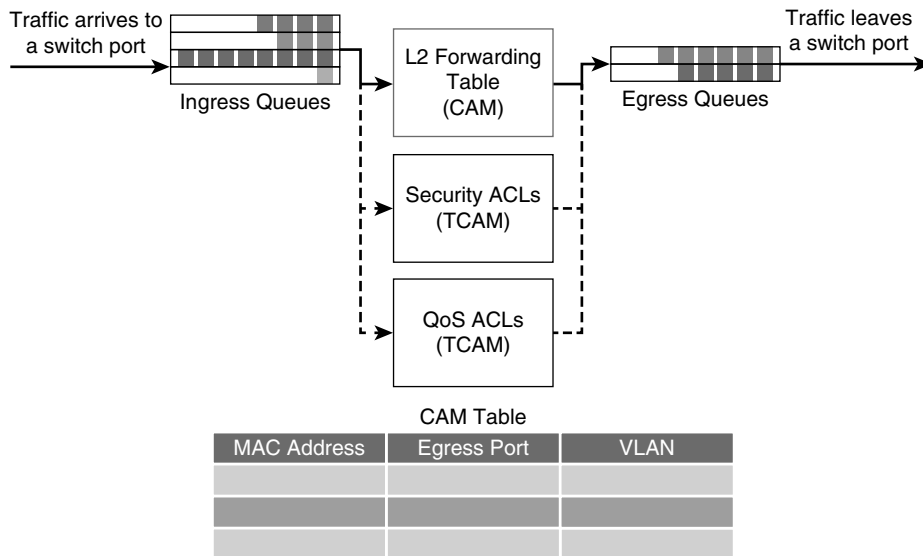 Traffic arrives to
a switch port
Ingress Queues
L2 Forwarding
Table
(CAM)
Traffic leaves
a switch port
Egress Queues
Security ACLs
(TCAM)
QoS ACLs
(TCAM)
CAM Table
MAC Address Egress Port VLAN